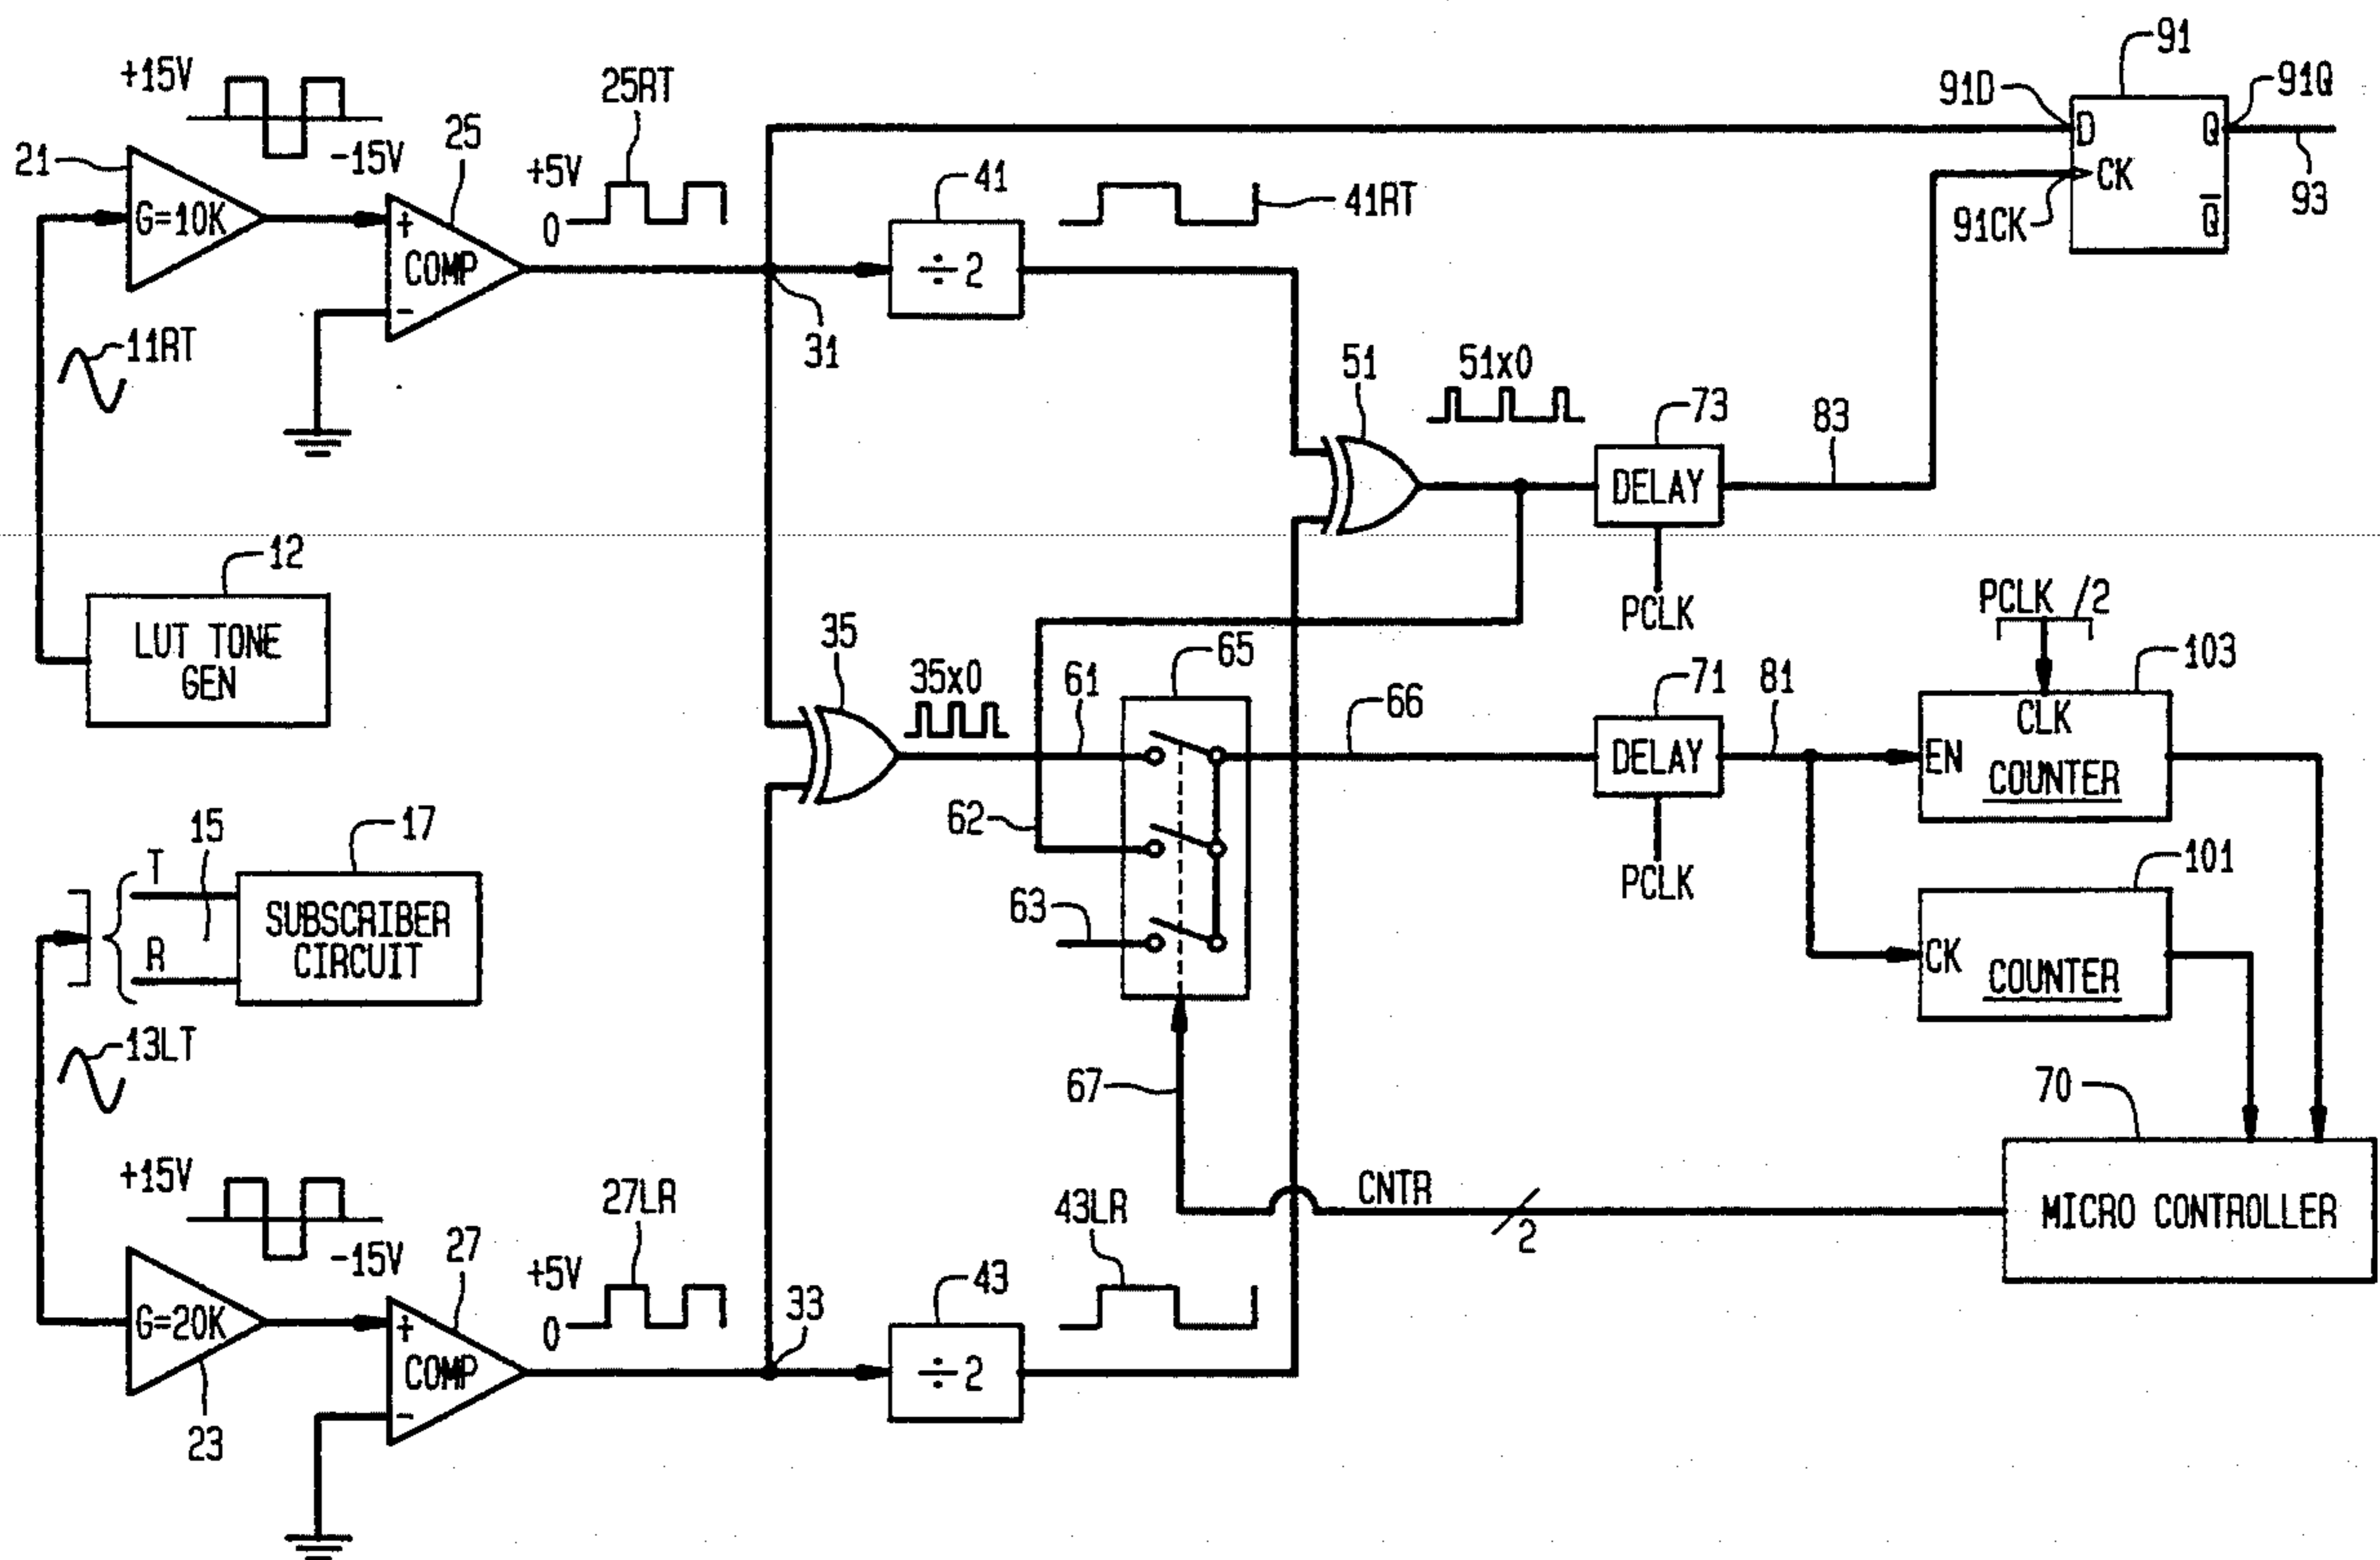 91
+15V
25RT
91D
91Q
25
D
Q
-15V
+5V
41
21
CK
G=10K
+
41RT
93
0
91CK
Q̅
COMP
÷2
-
11RT
31
51
51x0
73
83
DELAY
12
PCLK
PCLK /2
LUT TONE
GEN
35
65
103
35x0
61
66
71
81
CLK
DELAY
EN
COUNTER
15
17
62
T
PCLK
101
63
SUBSCRIBER
CIRCUIT
R
CK
COUNTER
13LT
67
70
+15V
27LR
CNTR
43LR
MICRO CONTROLLER
2
-15V
27
+5V
43
33
G=20K
+
0
COMP
÷2
-
23